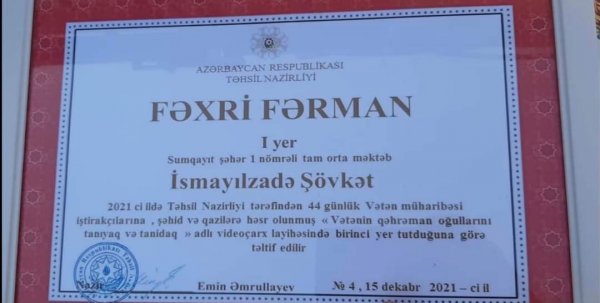 AZƏRBAYCAN RESPUBLIKASI
TƏHSİL NAZİRLİYİ
FƏXRİ FƏRMAN
I yer
Sumqayıt şəhər 1 nömrəli tam orta məktəb
İsmayılzadə Şövkət
2021 ci ildə Təhsil Nazirliyi tərəfindən 44 günlük Vətən müharibəsi
iştirakçılarına , şəhid və qazilərə həsr olunmuş « Vətənin qəhrəman oğullarını
tanıyaq və tanıdaq » adlı videoçarx layihəsində birinci yer tutduğuna görə
təltif edilir
Nazir Emin Əmrullayev № 4 , 15 dekabr 2021 – ci il